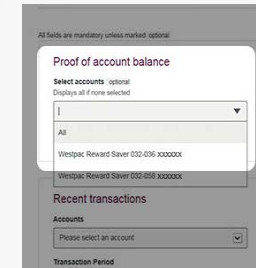 All fields are mandatory unless marked optional
Proof of account balance
Select accounts optional
Displays all if none selected
All
Westpac Reward Saver 032-036 xxxxxx
Westpac Reward Saver 032-058 xxxxxx
Recent transactions
Accounts
Please select an account
Transaction Period